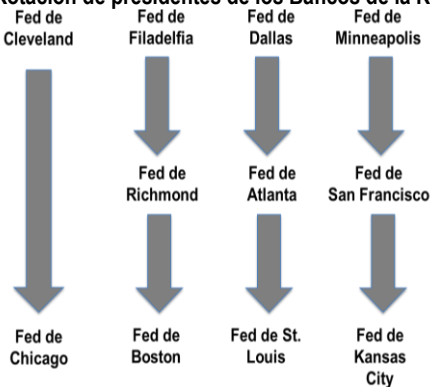 Rotación de presidentes de los Bancos de la R
Fed de
Cleveland
Fed de
Filadelfia
Fed de
Dallas
Fed de
Minneapolis
Fed de
Richmond
Fed de
Atlanta
Fed de
San Francisco
Fed de
Chicago
Fed de
Boston
Fed de St.
Louis
Fed de
Kansas
City